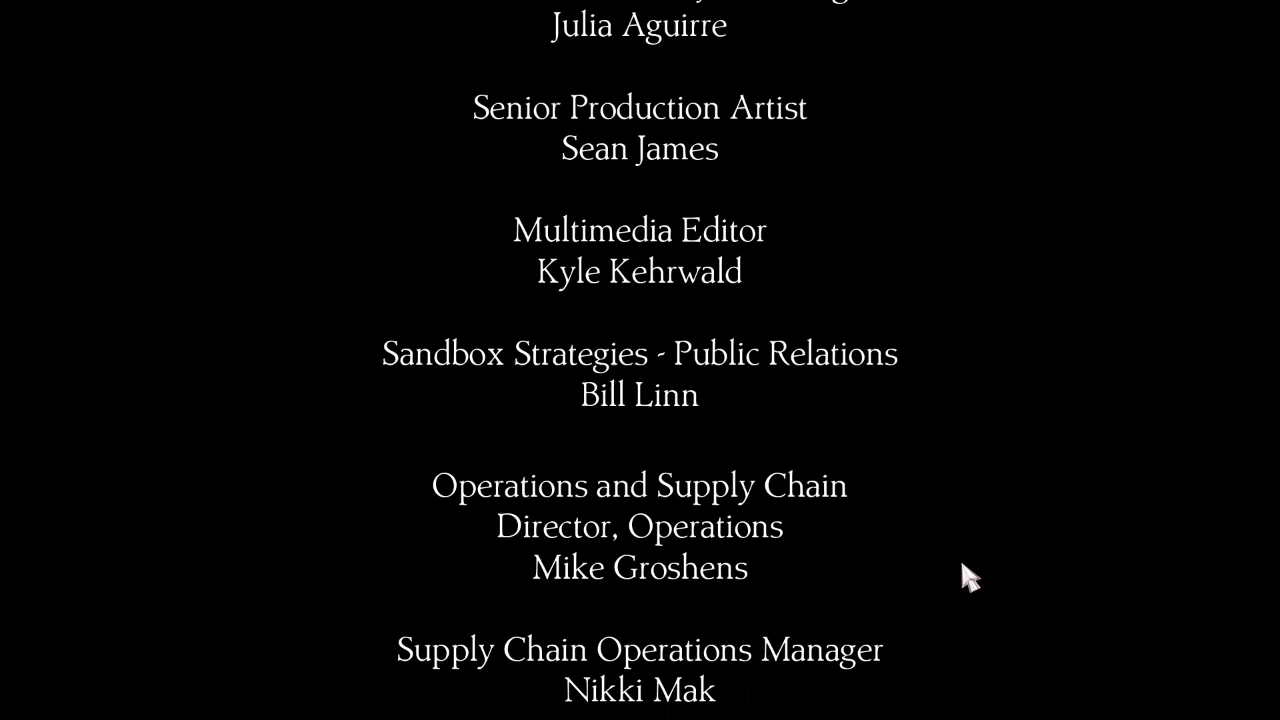 Julia Aguirre
Senior Production Artist
Sean James
Multimedia Editor
Kyle Kehrwald
Sandbox Strategies - Public Relations
Bill Linn
Operations and Supply Chain
Director, Operations
Mike Groshens
Supply Chain Operations Manager
Nikki Mak